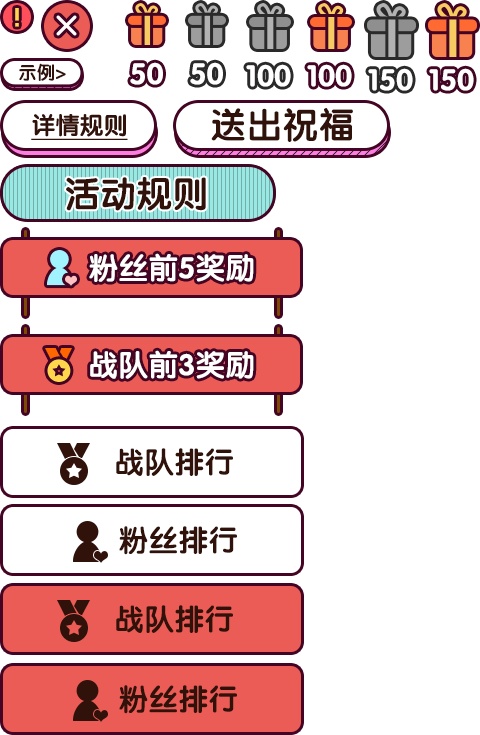 !
50 50 100 100 150 150
示例>
详情规则 送出祝福
活动规则
粉丝前5奖励
战队前3奖励
战队排行
粉丝排行
战队排行
粉丝排行